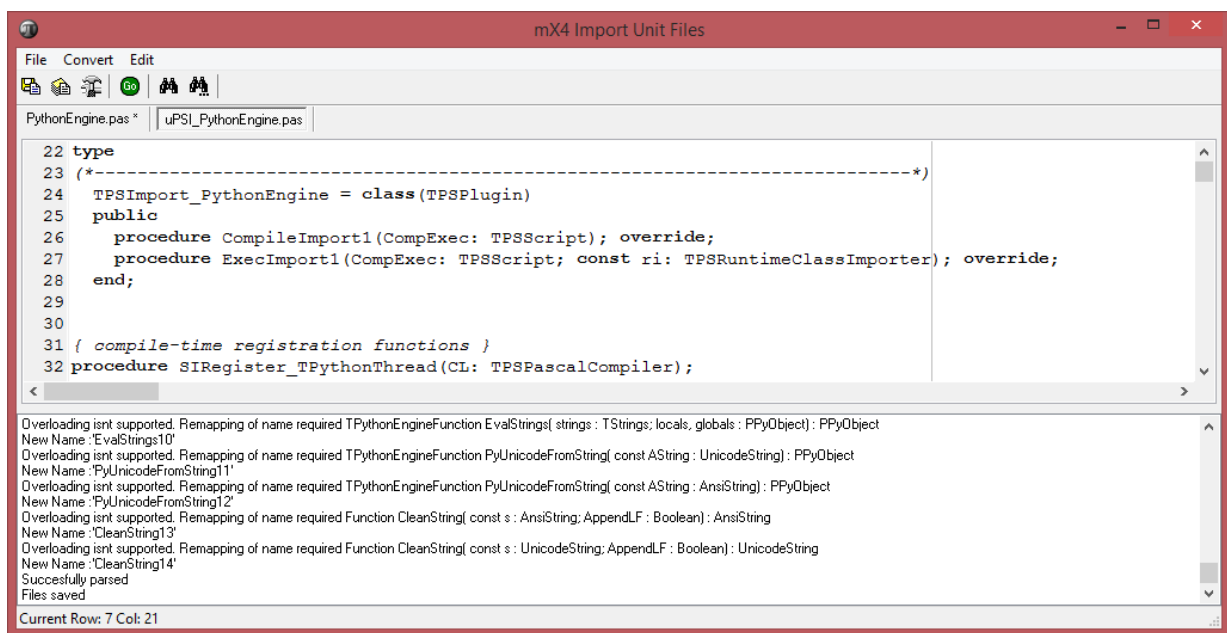 mX4 Import Unit Files
File Convert Edit
Go
PythonEngine.pas * uPSI_PythonEngine.pas
22 type
23 (*----------------------------------------------------------------------------*)
24 TPSImport_PythonEngine = class(TPSPlugin)
25 public
26 procedure CompileImport1(CompExec: TPSScript); override;
27 procedure ExecImport1(CompExec: TPSScript; const ri: TPSRuntimeClassImporter); override;
28 end;
29
30
31 { compile-time registration functions }
32 procedure SIRegister_TPythonThread(CL: TPSPascalCompiler);
Overloading isnt supported. Remapping of name required TPythonEngineFunction EvalStrings( strings : TStrings; locals, globals : PPyObject) : PPyObject
New Name :'EvalStrings10'
Overloading isnt supported. Remapping of name required TPythonEngineFunction PyUnicodeFromString( const AString : UnicodeString) : PPyObject
New Name :'PyUnicodeFromString11'
Overloading isnt supported. Remapping of name required TPythonEngineFunction PyUnicodeFromString( const AString : AnsiString) : PPyObject
New Name :'PyUnicodeFromString12'
Overloading isnt supported. Remapping of name required Function CleanString( const s : AnsiString; AppendLF : Boolean) : AnsiString
New Name :'CleanString13'
Overloading isnt supported. Remapping of name required Function CleanString( const s : UnicodeString; AppendLF : Boolean) : UnicodeString
New Name :'CleanString14'
Succesfully parsed
Files saved
Current Row: 7 Col: 21